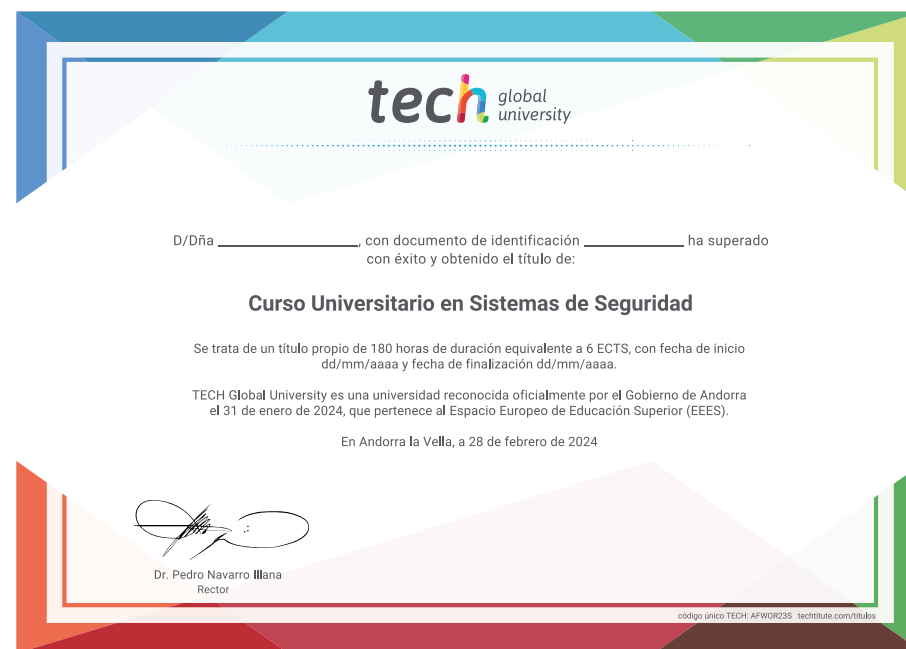 tech global university
D/Dña ____________________, con documento de identificación ______________ ha superado
con éxito y obtenido el título de:
Curso Universitario en Sistemas de Seguridad
Se trata de un título propio de 180 horas de duración equivalente a 6 ECTS, con fecha de inicio
dd/mm/aaaa y fecha de finalización dd/mm/aaaa.
TECH Global University es una universidad reconocida oficialmente por el Gobierno de Andorra
el 31 de enero de 2024, que pertenece al Espacio Europeo de Educación Superior (EEES).
En Andorra la Vella, a 28 de febrero de 2024
Dr. Pedro Navarro Illana
Rector
código único TECH: AFWOR23S techtitute.com/titulos